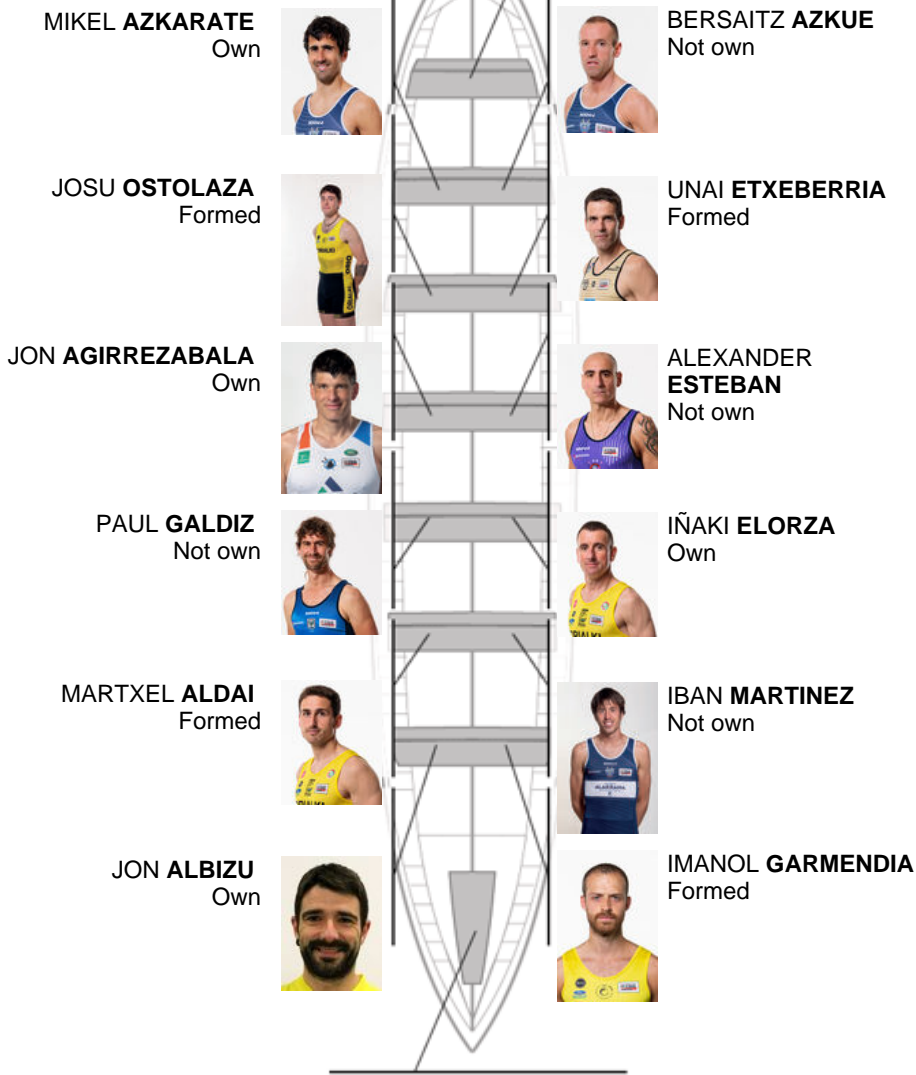 MIKEL AZKARATE
Own
BERSAITZ AZKUE
Not own
JOSU OSTOLAZA
Formed
UNAI ETXEBERRIA
Formed
JON AGIRREZABALA
Own
ALEXANDER
ESTEBAN
Not own
PAUL GALDIZ
Not own
IÑAKI ELORZA
Own
MARTXEL ALDAI
Formed
IBAN MARTINEZ
Not own
JON ALBIZU
Own
IMANOL GARMENDIA
Formed